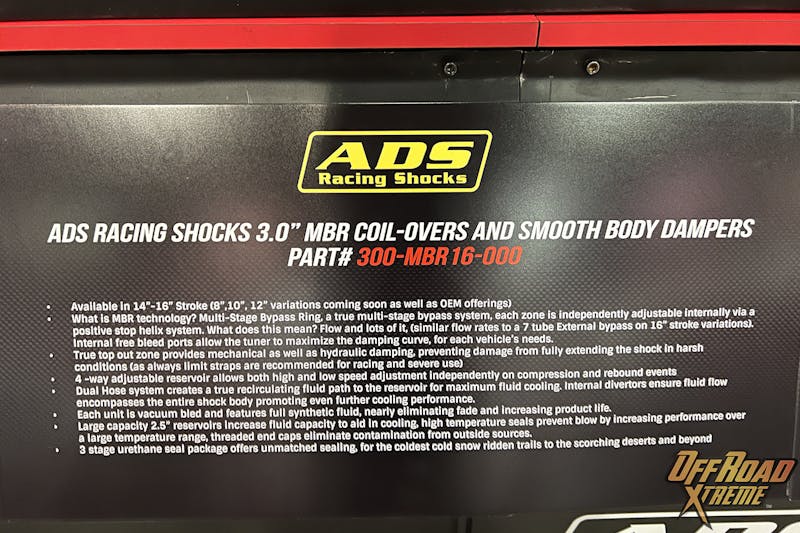 ADS
Racing Shocks
ADS RACING SHOCKS 3.0" MBR COIL-OVERS AND SMOOTH BODY DAMPERS
PART# 300-MBR16-000
• Available in 14"-16" Stroke (8",10", 12" variations coming soon as well as OEM offerings)
• What is MBR technology? Multi-Stage Bypass Ring, a true multi-stage bypass system, each zone is independently adjustable internally via a
positive stop helix system. What does this mean? Flow and lots of it, (similar flow rates to a 7 tube External bypass on 16" stroke variations).
Internal free bleed ports allow the tuner to maximize the damping curve, for each vehicle's needs.
• True top out zone provides mechanical as well as hydraulic damping, preventing damage from fully extending the shock in harsh
conditions (as always limit straps are recommended for racing and severe use)
• 4 -way adjustable reservoir allows both high and low speed adjustment independently on compression and rebound events
• Dual Hose system creates a true recirculating fluid path to the reservoir for maximum fluid cooling. Internal divertors ensure fluid flow
encompasses the entire shock body promoting even further cooling performance.
• Each unit is vacuum bled and features full synthetic fluid, nearly eliminating fade and increasing product life.
• Large capacity 2.5" reservoirs increase fluid capacity to aid in cooling, high temperature seals prevent blow by increasing performance over
a large temperature range, threaded end caps eliminate contamination from outside sources.
• 3 stage urethane seal package offers unmatched sealing, for the coldest cold snow ridden trails to the scorching deserts and beyond
OFFROAD
XTREME
ADS